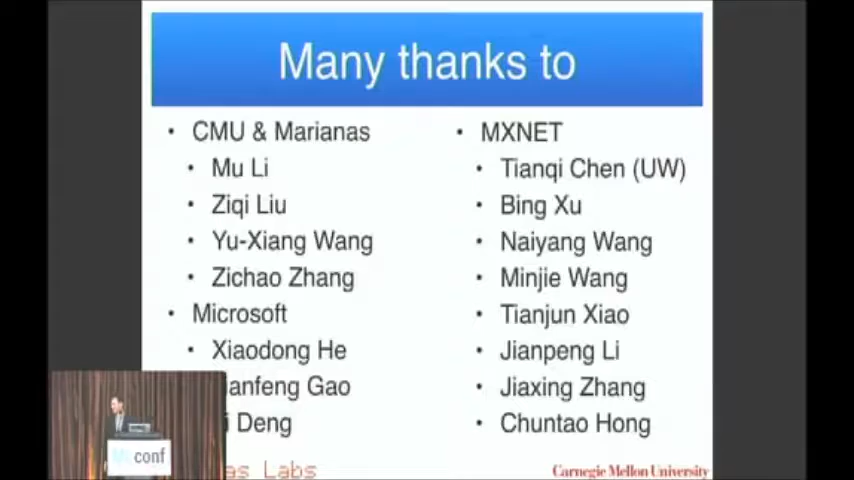 Many thanks to
• CMU & Marianas
• Mu Li
• Ziqi Liu
• Yu-Xiang Wang
• Zichao Zhang
• Microsoft
• Xiaodong He
Gao
Deng
• MXNET
• Tianqi Chen (UW)
• Bing Xu
• Naiyang Wang
• Minjie Wang
• Tianjun Xiao
• Jianpeng Li
• Jiaxing Zhang
• Chuntao Hong
conf
Labs
Carnegie Mellon University